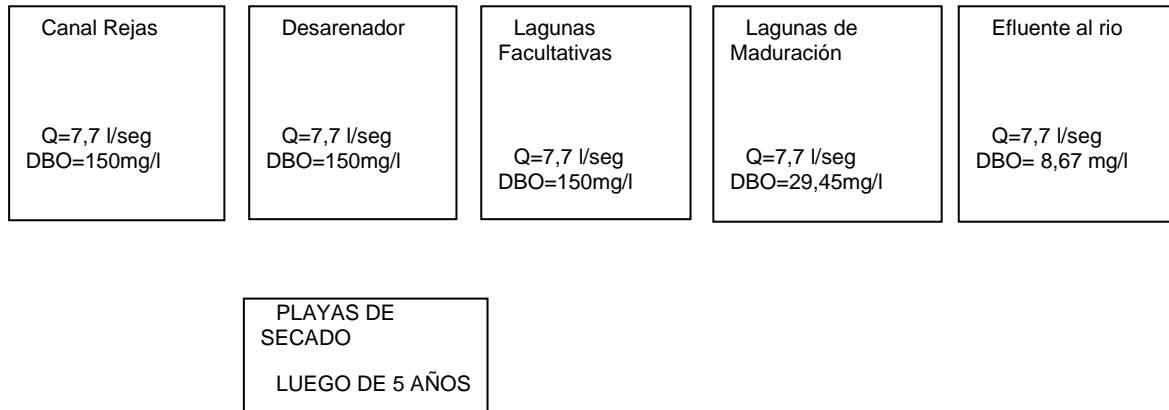 Canal Rejas
Q=7,7 l/seg
DBO=150mg/l
Desarenador
Q=7,7 l/seg
DBO=150mg/l
Lagunas
Facultativas
Q=7,7 l/seg
DBO=150mg/l
Lagunas de
Maduración
Q=7,7 l/seg
DBO=29,45mg/l
Efluente al rio
Q=7,7 l/seg
DBO= 8,67 mg/l
PLAYAS DE
SECADO
LUEGO DE 5 AÑOS